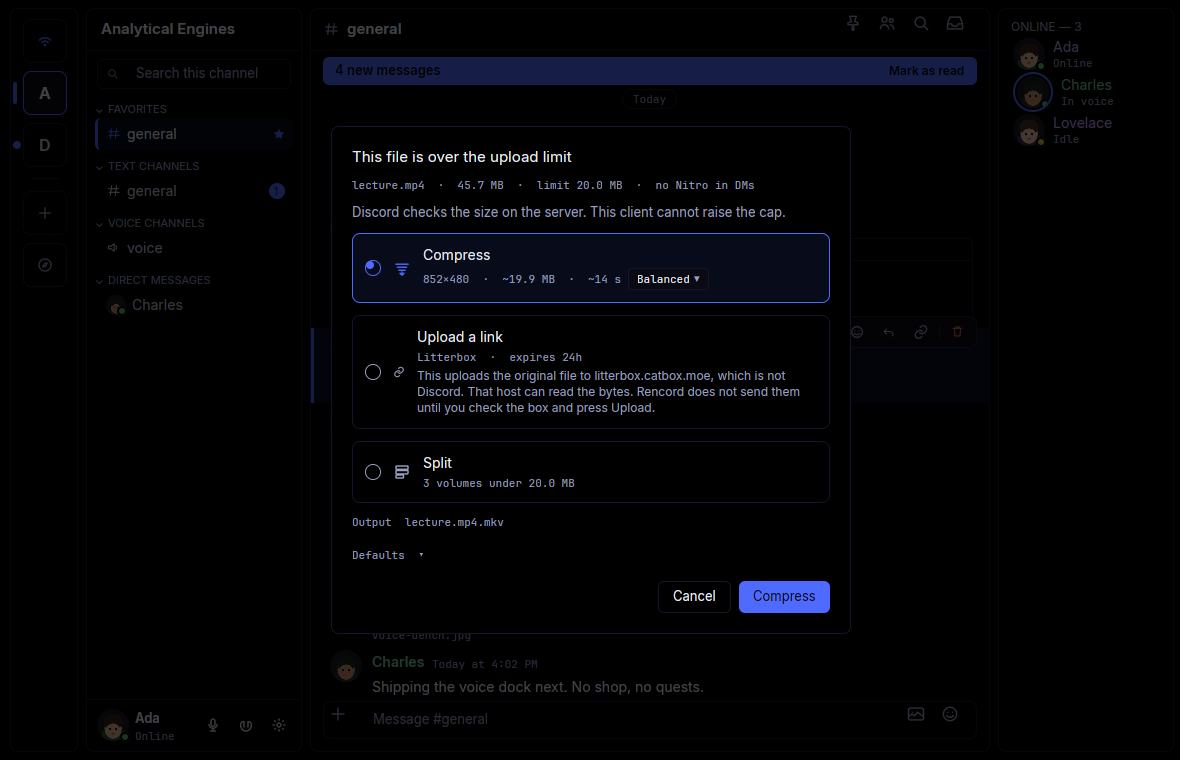 Analytical Engines
A
D
Search this channel
FAVORITES
# general
TEXT CHANNELS
# general
1
VOICE CHANNELS
voice
DIRECT MESSAGES
Charles
Ada
Online
# general
4 new messages
Mark as read
Today
This file is over the upload limit
lecture.mp4 · 45.7 MB · limit 20.0 MB · no Nitro in DMs
Discord checks the size on the server. This client cannot raise the cap.
Compress
852×480 · ~19.9 MB · ~14 s Balanced ▾
Upload a link
Litterbox · expires 24h
This uploads the original file to litterbox.catbox.moe, which is not
Discord. That host can read the bytes. Rencord does not send them
until you check the box and press Upload.
Split
3 volumes under 20.0 MB
Output lecture.mp4.mkv
Defaults ▾
Cancel
Compress
voice-bench.jpg
Charles Today at 4:02 PM
Shipping the voice dock next. No shop, no quests.
Message #general
ONLINE — 3
Ada
Online
Charles
In voice
Lovelace
Idle